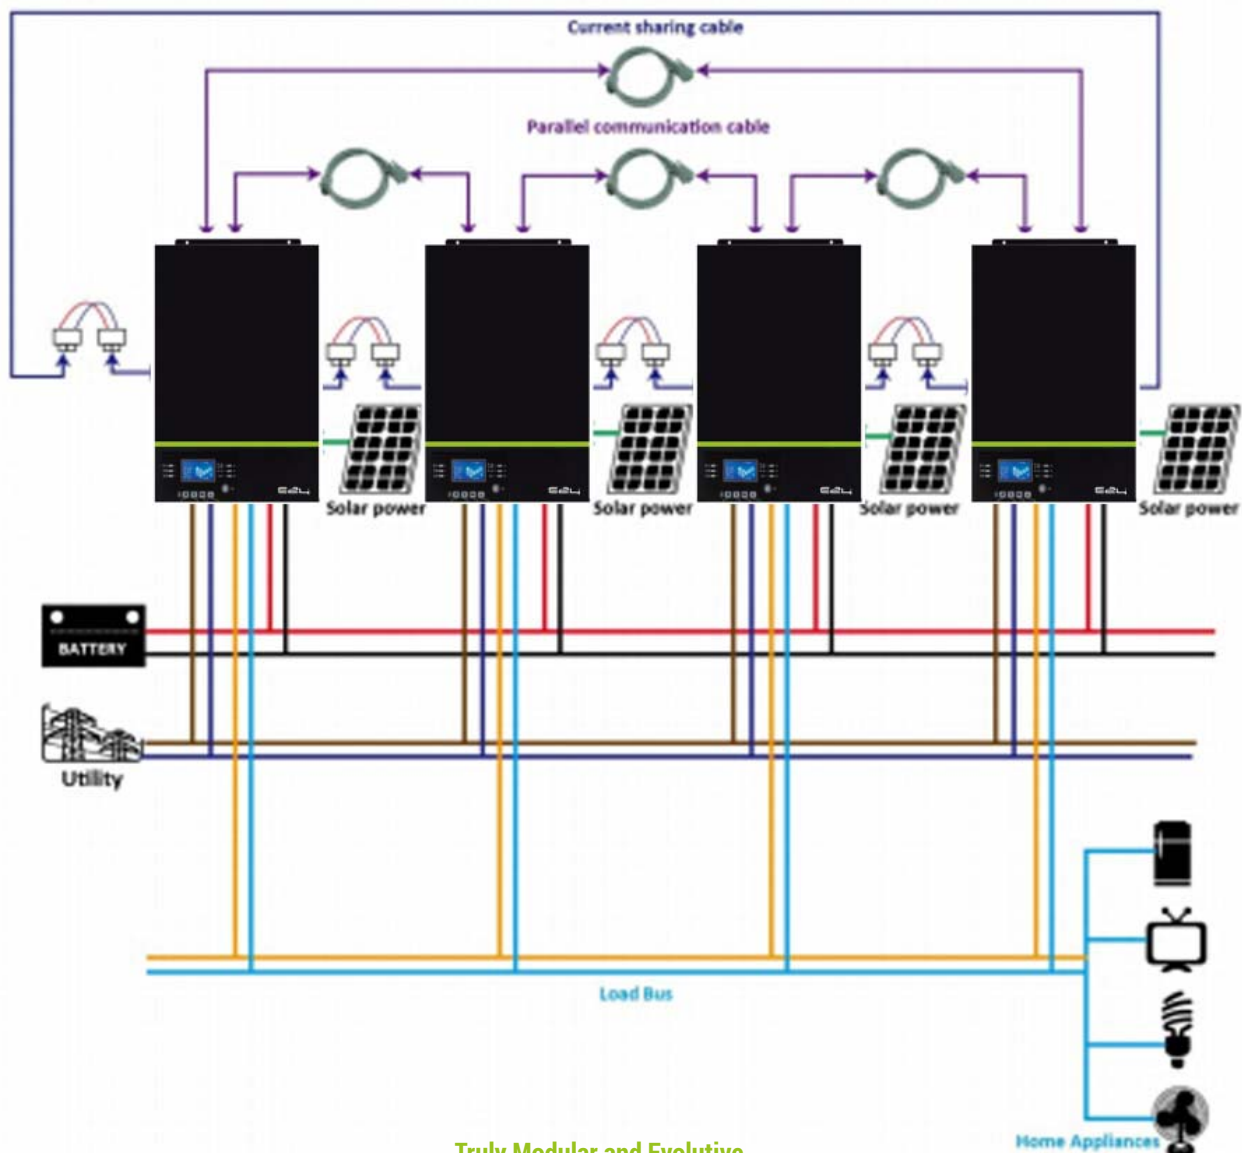 Current sharing cable
Parallel communication cable
Solar power
Solar power
Solar power
Solar power
BATTERY
Utility
Load Bus
Home Appliances
Truly Modular and Evolutive